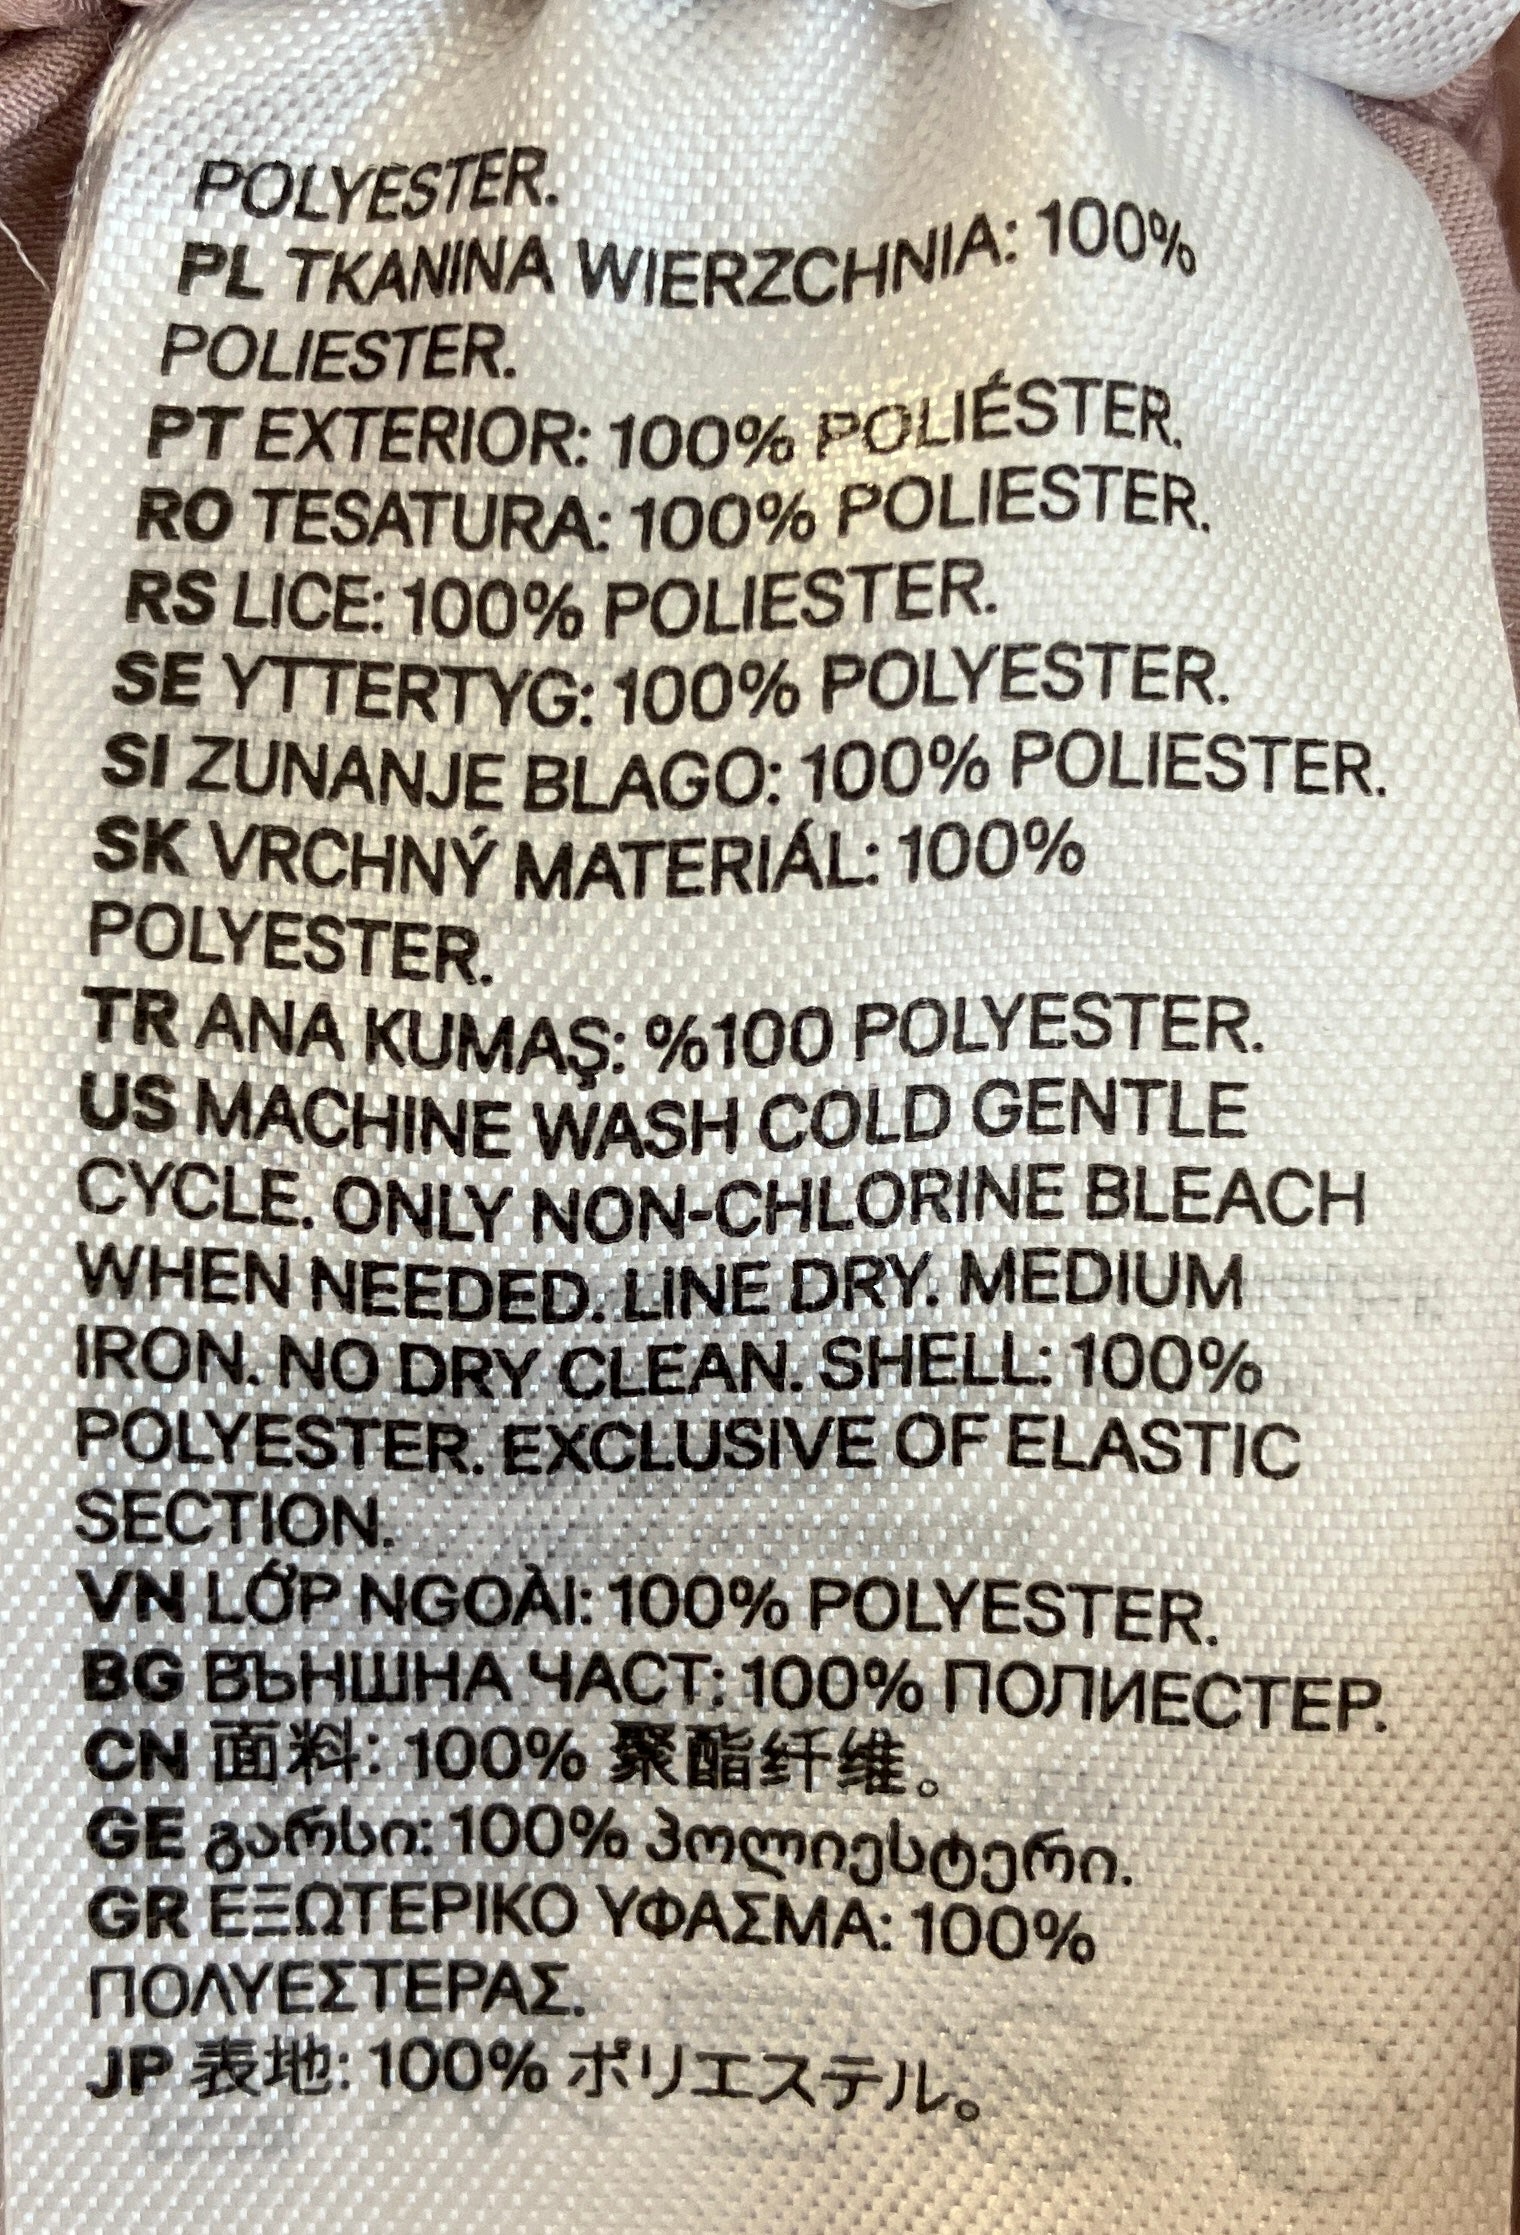 POLYESTER.
PL TKANINA WIERZCHNIA: 100%
POLIESTER.
PT EXTERIOR: 100% POLIÉSTER.
RO TESATURA: 100% POLIESTER.
RS LICE: 100% POLIESTER.
SE YTTERTYG: 100% POLYESTER.
SI ZUNANJE BLAGO: 100% POLIESTER.
SK VRCHNÝ MATERIÁL: 100%
POLYESTER.
TR ANA KUMAŞ: %100 POLYESTER.
US MACHINE WASH COLD GENTLE
CYCLE. ONLY NON-CHLORINE BLEACH
WHEN NEEDED. LINE DRY. MEDIUM
IRON. NO DRY CLEAN. SHELL: 100%
POLYESTER. EXCLUSIVE OF ELASTIC
SECTION.
VN LỚP NGOÀI: 100% POLYESTER.
BG ВЪНШНА ЧАСТ: 100% ПОЛИЕСТЕР.
CN 面料: 100% 聚酯纤维。
GE გარსი: 100% პოლიესტერი.
GR ΕΞΩΤΕΡΙΚΟ ΥΦΑΣΜΑ: 100%
ΠΟΛΥΕΣΤΕΡΑΣ.
JP 表地: 100% ポリエステル。